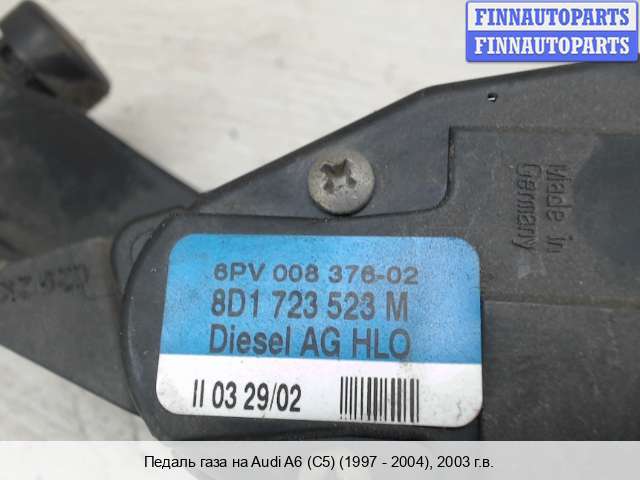 FINNAUTOPARTS
FINNAUTOPARTS
Made in
Germany
6PV 008 376-02
8D1 723 523 M
Diesel AG HLO
II 03 29/02
Педаль газа на Audi A6 (C5) (1997 - 2004), 2003 г.в.